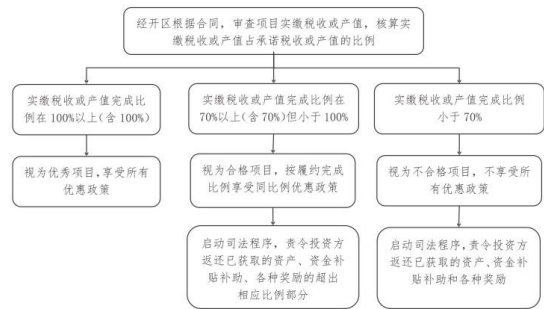 经开区根据合同，审查项目实缴税收或产值，核算实
缴税收或产值占承诺税收或产值的比例
实缴税收或产值完成比
例在100%以上(含100%)
实缴税收或产值完成比例在
70%以上(含70%)但小于100%
实缴税收或产值完成比例
小于70%
视为优秀项目,享受所有
优惠政策
视为合格项目，按履约完成
比例享受同比例优惠政策
视为不合格项目，不享受所
有优惠政策
启动司法程序，责令投资方
返还已获取的资产、资金补
贴补助、各种奖励的超出
相应比例部分
启动司法程序，责令投资方返
还已获取的资产、资金补
贴补助和各种奖励